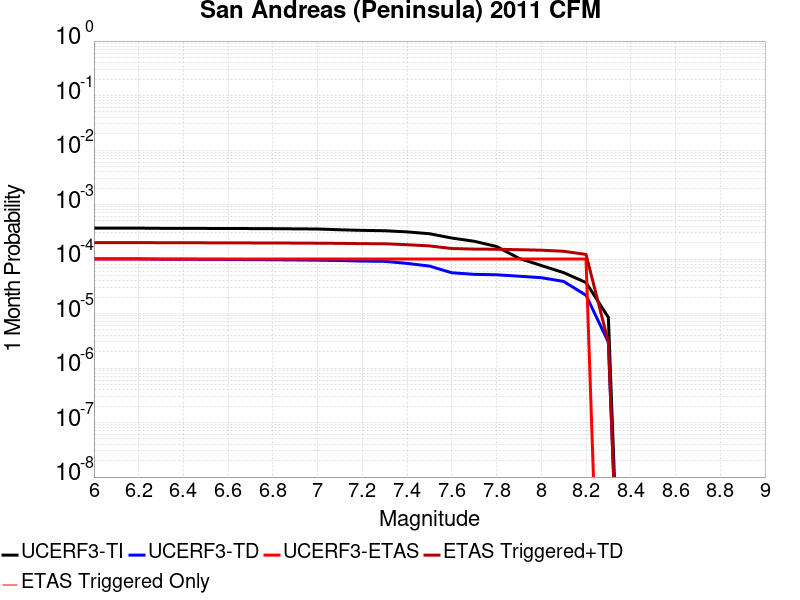 San Andreas (Peninsula) 2011 CFM
10^0
10^-1
10^-2
10^-3
10^-4
10^-5
10^-6
10^-7
10^-8
1 Month Probability
6 6.2 6.4 6.6 6.8 7 7.2 7.4 7.6 7.8 8 8.2 8.4 8.6 8.8 9
Magnitude
UCERF3-TI UCERF3-TD UCERF3-ETAS ETAS Triggered+TD
ETAS Triggered Only